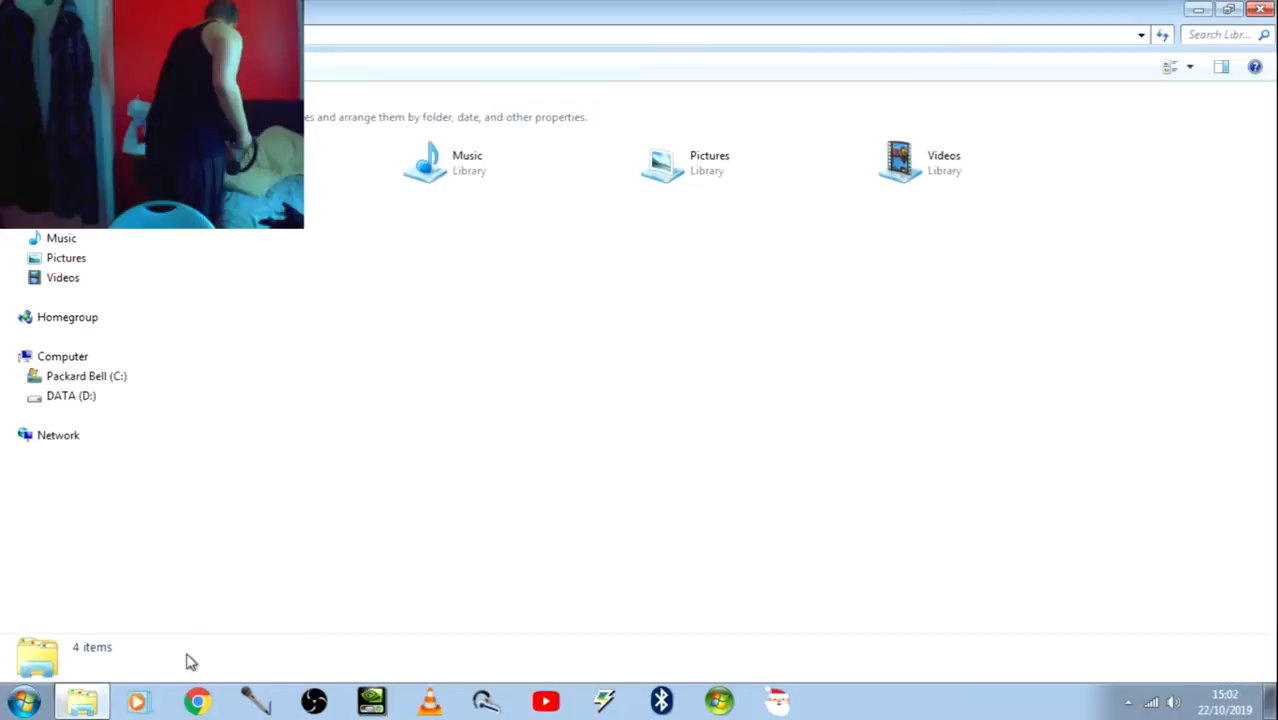 Search Libr...
es and arrange them by folder, date, and other properties.
Music
Library
Pictures
Library
Videos
Library
Music
Pictures
Videos
Homegroup
Computer
Packard Bell (C:)
DATA (D:)
Network
4 items
15:02
22/10/2019